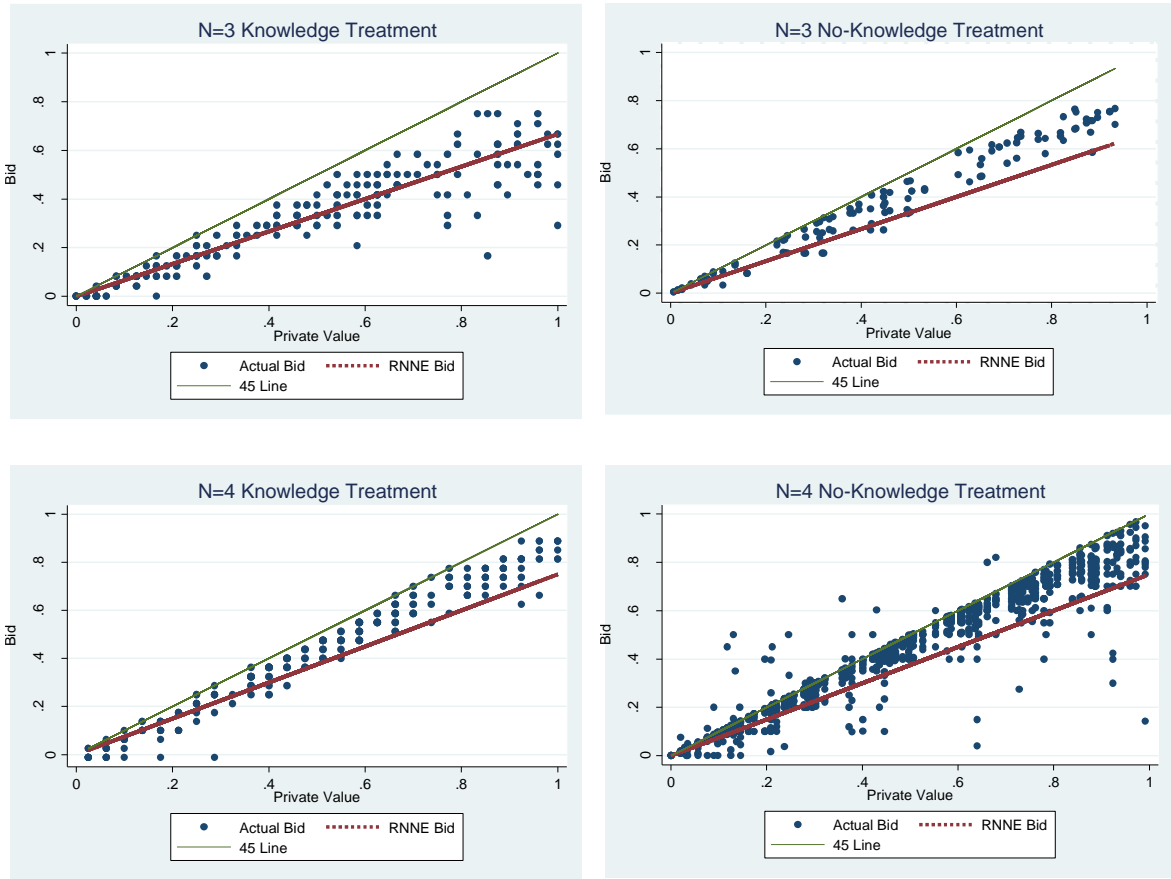 N=3 Knowledge Treatment
Bid
1
.8
.6
.4
.2
0
0 .2 .4 .6 .8 1
Private Value
Actual Bid RNNE Bid
45 Line
N=3 No-Knowledge Treatment
Bid
1
.8
.6
.4
.2
0
0 .2 .4 .6 .8 1
Private Value
Actual Bid RNNE Bid
45 Line
N=4 Knowledge Treatment
Bid
1
.8
.6
.4
.2
0
0 .2 .4 .6 .8 1
Private Value
Actual Bid RNNE Bid
45 Line
N=4 No-Knowledge Treatment
Bid
1
.8
.6
.4
.2
0
0 .2 .4 .6 .8 1
Private Value
Actual Bid RNNE Bid
45 Line